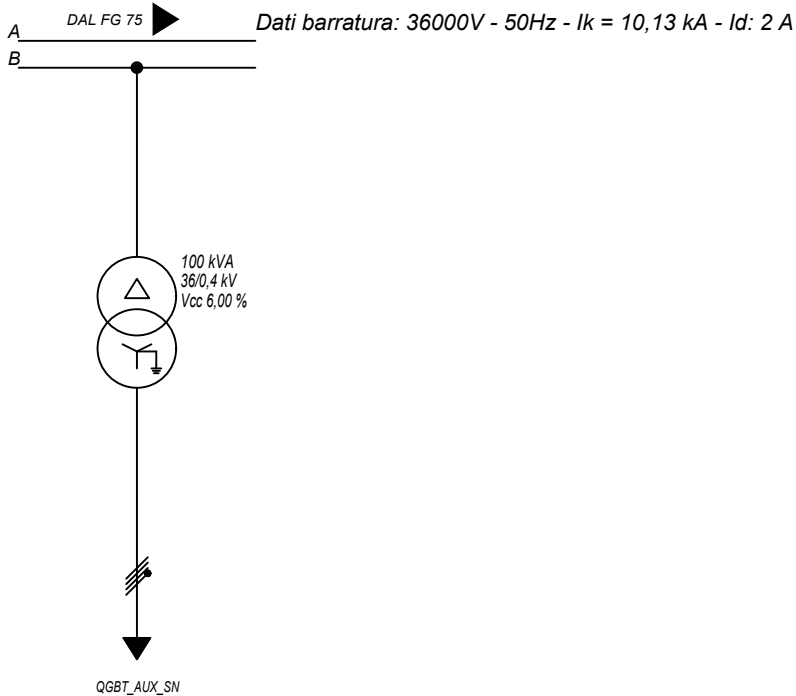 DAL FG 75
Dati barratura: 36000V - 50Hz - Ik = 10,13 kA - Id: 2 A
A
B
100 kVA
36/0,4 kV
Vcc 6,00 %
QGBT_AUX_SN